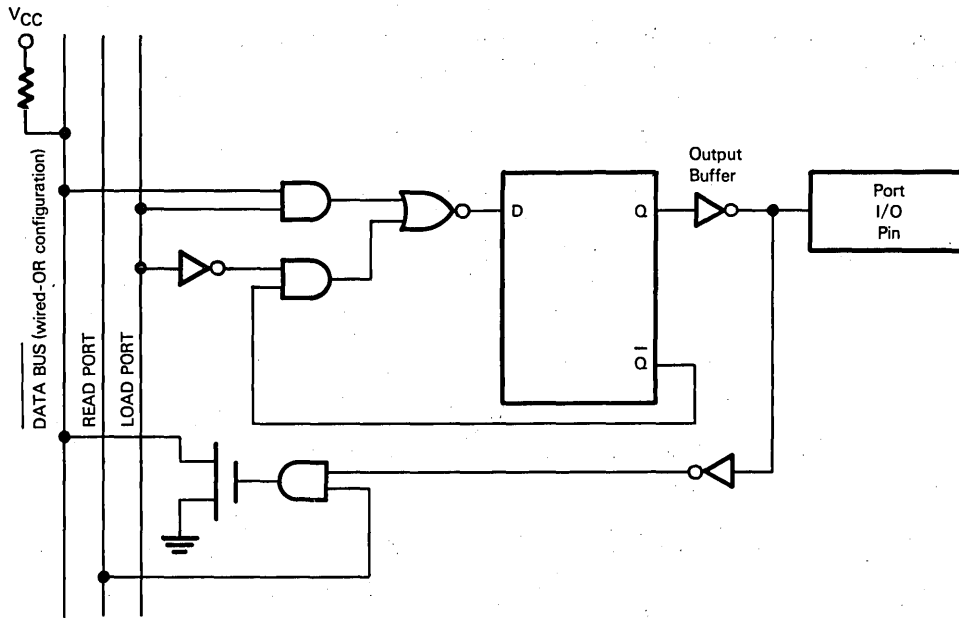 VCC
DATA BUS (wired-OR configuration)
READ PORT
LOAD PORT
D
Q
Q
Output
Buffer
Port
I/O
Pin